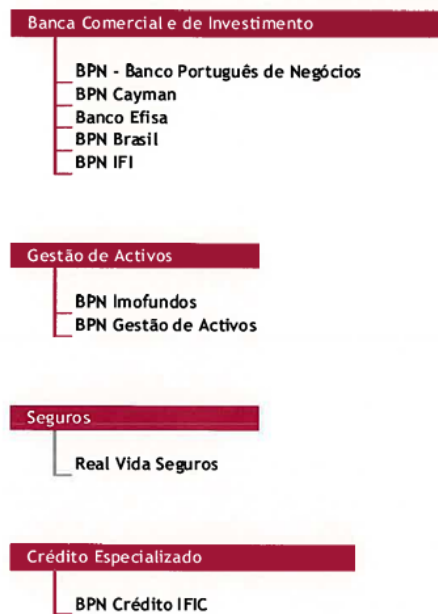 Banca Comercial e de Investimento
BPN - Banco Português de Negócios
BPN Cayman
Banco Efisa
BPN Brasil
BPN IFI
Gestão de Activos
BPN Imofundos
BPN Gestão de Activos
Seguros
Real Vida Seguros
Crédito Especializado
BPN Crédito IFIC